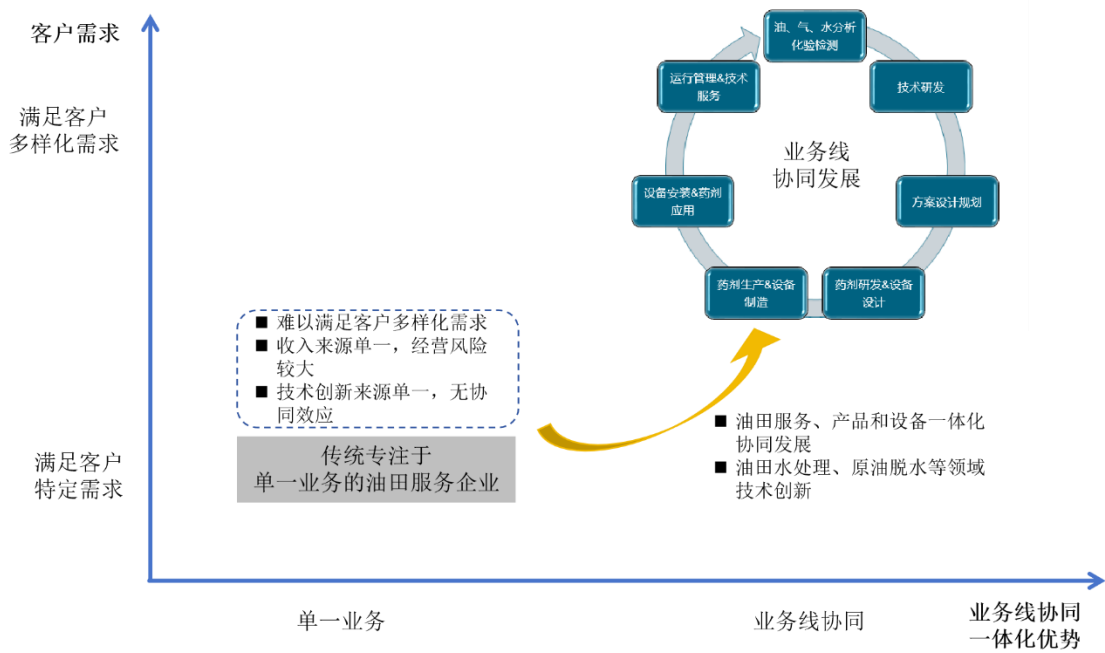 客户需求
满足客户
多样化需求
油、气、水分析
化验检测
运行管理&技术
服务
技术研发
业务线
协同发展
设备安装&药剂
应用
方案设计规划
药剂生产&设备
制造
药剂研发&设备
设计
■ 难以满足客户多样化需求
■ 收入来源单一，经营风险
较大
■ 技术创新来源单一，无协
同效应
传统专注于
单一业务的油田服务企业
满足客户
特定需求
■ 油田服务、产品和设备一体化
协同发展
■ 油田水处理、原油脱水等领域
技术创新
单一业务
业务线协同
业务线协同
一体化优势